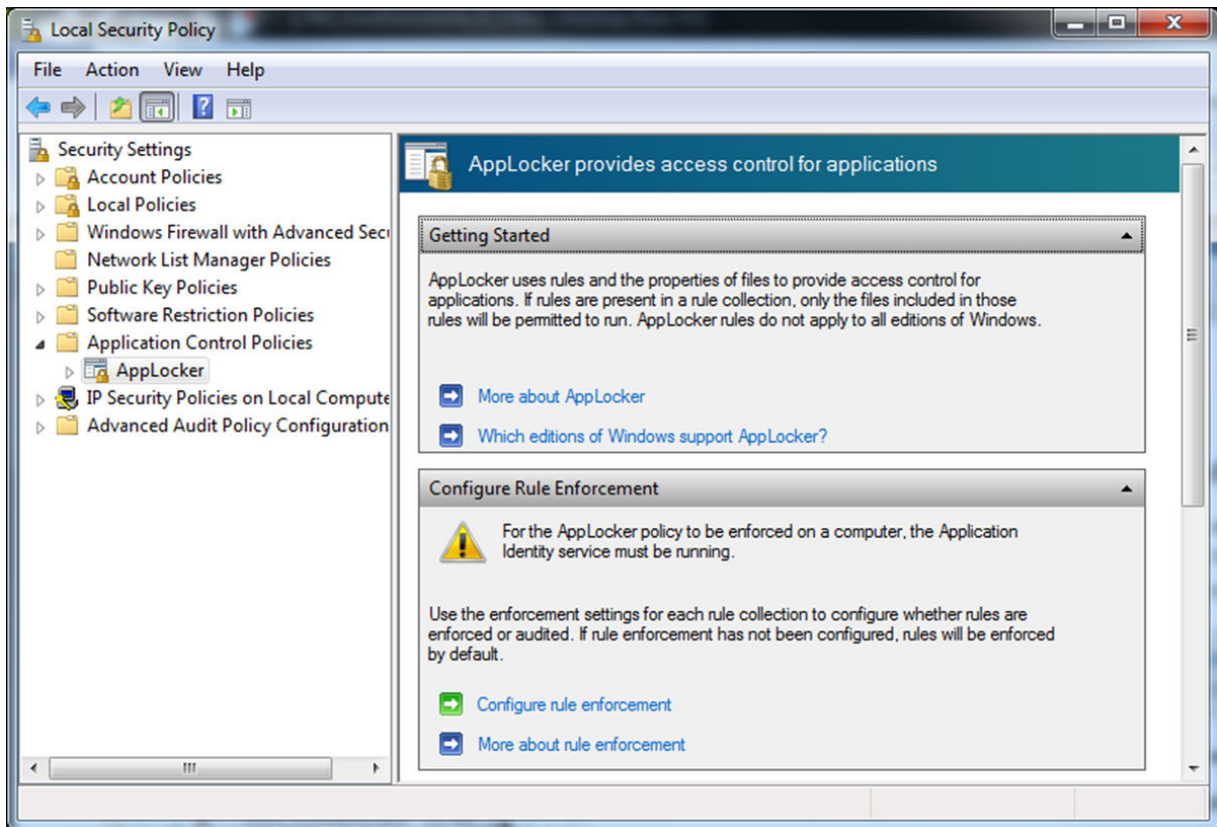 Local Security Policy
File Action View Help
Security Settings
Account Policies
Local Policies
Windows Firewall with Advanced Secu
Network List Manager Policies
Public Key Policies
Software Restriction Policies
Application Control Policies
AppLocker
IP Security Policies on Local Compute
Advanced Audit Policy Configuration
AppLocker provides access control for applications
Getting Started
AppLocker uses rules and the properties of files to provide access control for
applications. If rules are present in a rule collection, only the files included in those
rules will be permitted to run. AppLocker rules do not apply to all editions of Windows.
More about AppLocker
Which editions of Windows support AppLocker?
Configure Rule Enforcement
For the AppLocker policy to be enforced on a computer, the Application
Identity service must be running.
Use the enforcement settings for each rule collection to configure whether rules are
enforced or audited. If rule enforcement has not been configured, rules will be enforced
by default.
Configure rule enforcement
More about rule enforcement